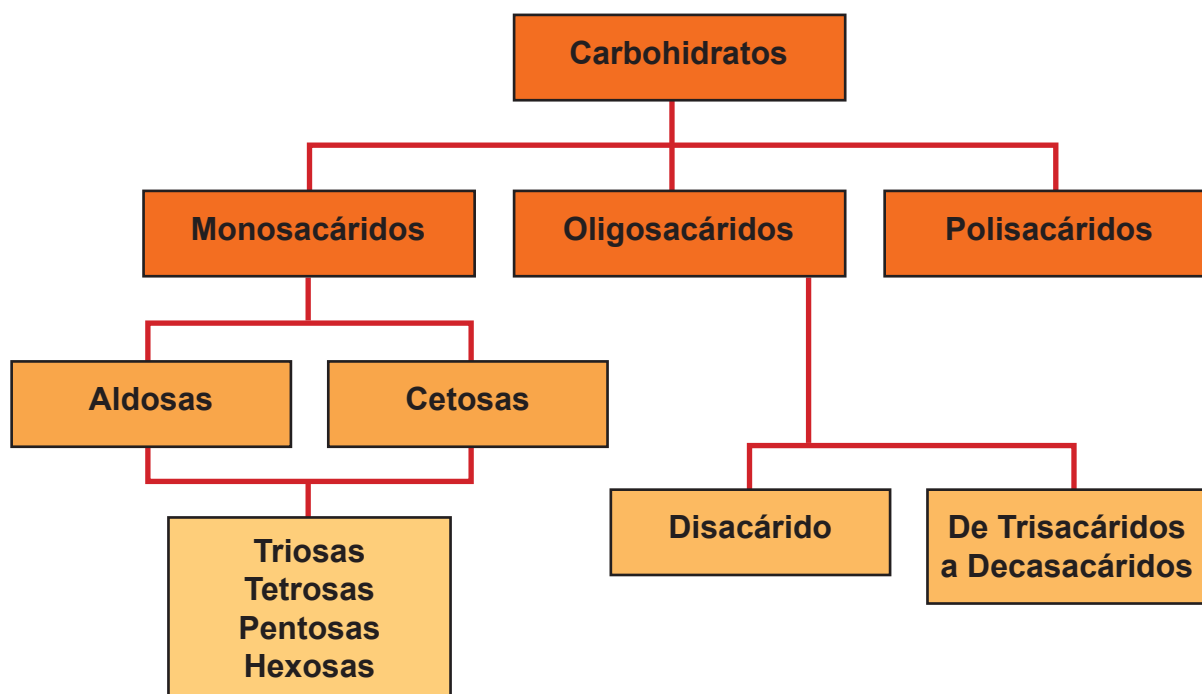 Carbohidratos
Monosacáridos
Oligosacáridos
Polisacáridos
Aldosas
Cetosas
Disacárido
De Trisacáridos
a Decasacáridos
Triosas
Tetrosas
Pentosas
Hexosas